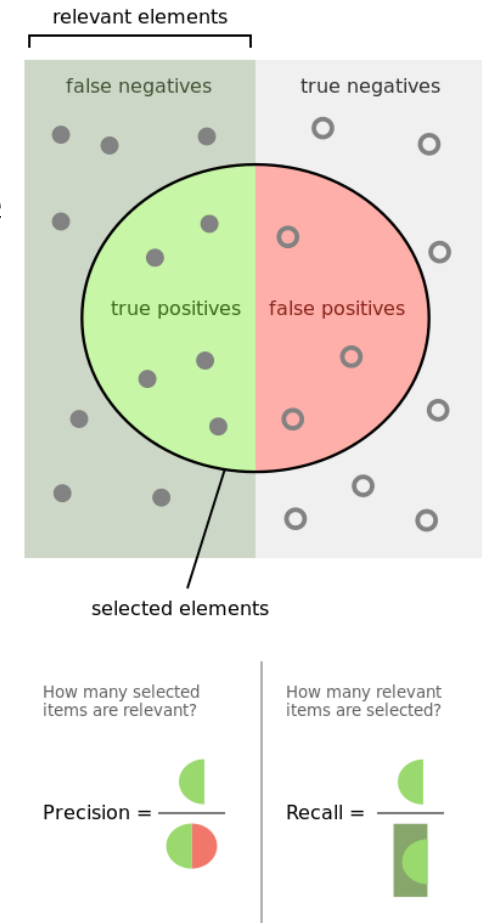 relevant elements
false negatives
true negatives
true positives
false positives
selected elements
How many selected
items are relevant?
Precision =
How many relevant
items are selected?
Recall =